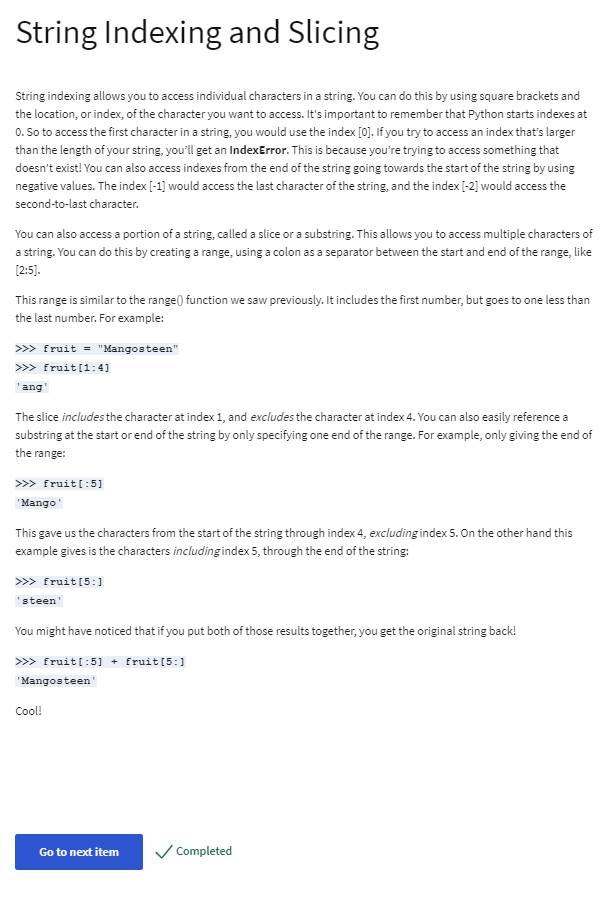 String Indexing and Slicing
String indexing allows you to access individual characters in a string. You can do this by using square brackets and
the location, or index, of the character you want to access. It's important to remember that Python starts indexes at
0. So to access the first character in a string, you would use the index [0]. If you try to access an index that’s larger
than the length of your string, you’ll get an IndexError. This is because you’re trying to access something that
doesn't exist! You can also access indexes from the end of the string going towards the start of the string by using
negative values. The index [-1] would access the last character of the string, and the index [-2] would access the
second-to-last character.
You can also access a portion of a string, called a slice or a substring. This allows you to access multiple characters of
a string. You can do this by creating a range, using a colon as a separator between the start and end of the range, like
[2:5].
This range is similar to the range() function we saw previously. It includes the first number, but goes to one less than
the last number. For example:
>>> fruit = "Mangosteen"
>>> fruit[1:4]
'ang'
The slice includes the character at index 1, and excludes the character at index 4. You can also easily reference a
substring at the start or end of the string by only specifying one end of the range. For example, only giving the end of
the range:
>>> fruit[:5]
'Mango'
This gave us the characters from the start of the string through index 4, excluding index 5. On the other hand this
example gives is the characters including index 5, through the end of the string:
>>> fruit[5:]
'steen'
You might have noticed that if you put both of those results together, you get the original string back!
>>> fruit[:5] + fruit[5:]
'Mangosteen'
Cool!
Go to next item
Completed